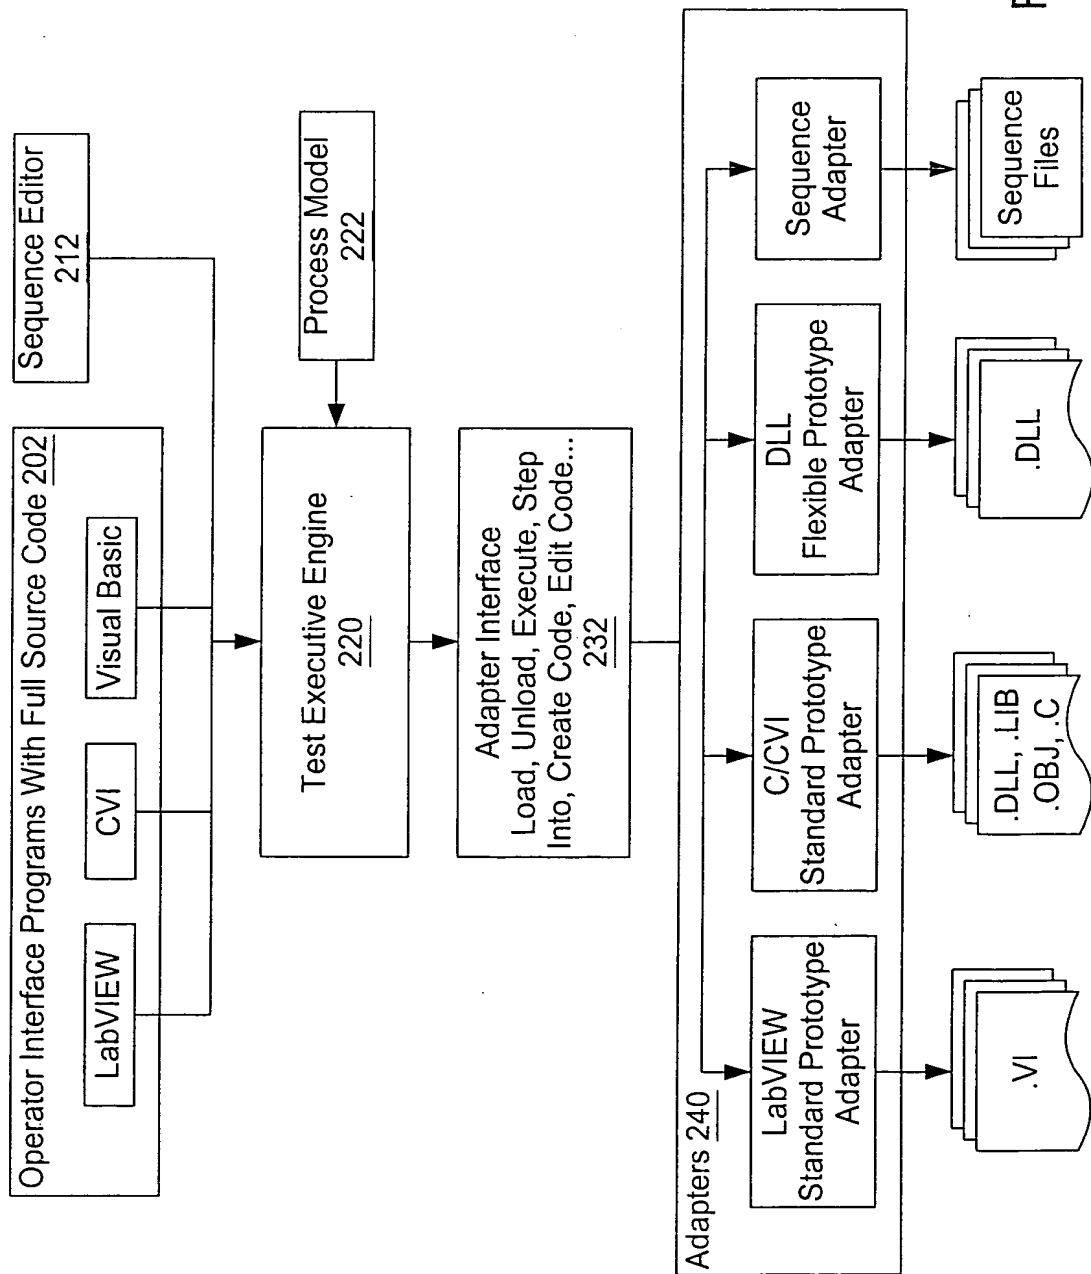 Operator Interface Programs With Full Source Code 202
LabVIEW
CVI
Visual Basic
Sequence Editor
212
Test Executive Engine
220
Process Model
222
Adapter Interface
Load, Unload, Execute, Step
Into, Create Code, Edit Code...
232
Adapters 240
LabVIEW
Standard Prototype
Adapter
C/CVI
Standard Prototype
Adapter
DLL
Flexible Prototype
Adapter
Sequence
Adapter
.VI
.DLL, .LIB
.OBJ, .C
.DLL
Sequence
Files